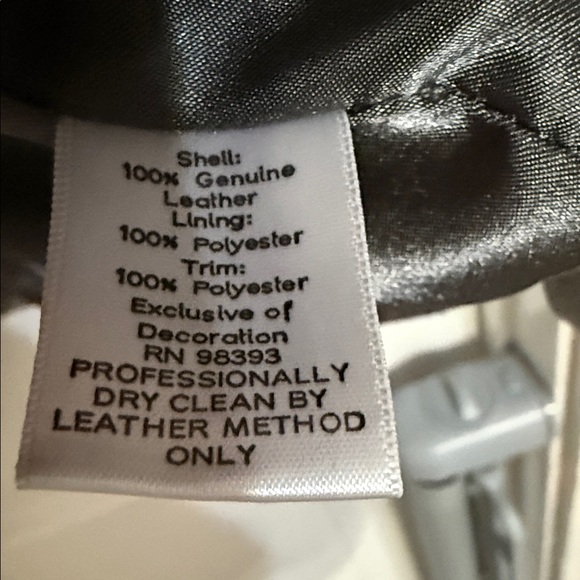 Shell:
100% Genuine
Leather
Lining:
100% Polyester
Trim:
100% Polyester
Exclusive of
Decoration
RN 98393
PROFESSIONALLY
DRY CLEAN BY
LEATHER METHOD
ONLY